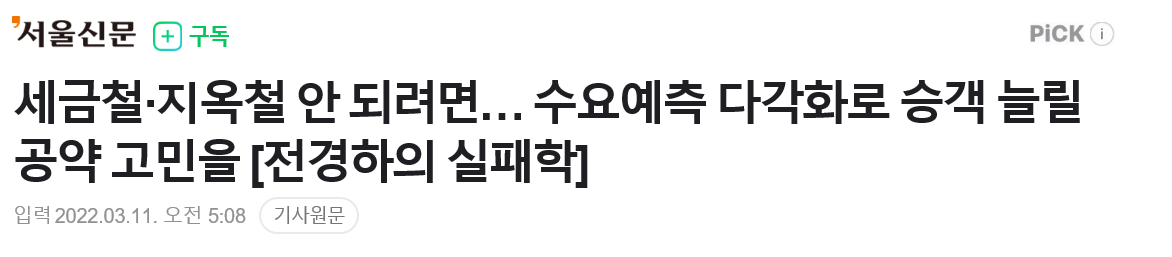 서울신문 구독 PiCK i
세금철·지옥철 안 되려면… 수요예측 다각화로 승객 늘릴
공약 고민을 [전경하의 실패학]
입력 2022.03.11. 오전 5:08 기사원문